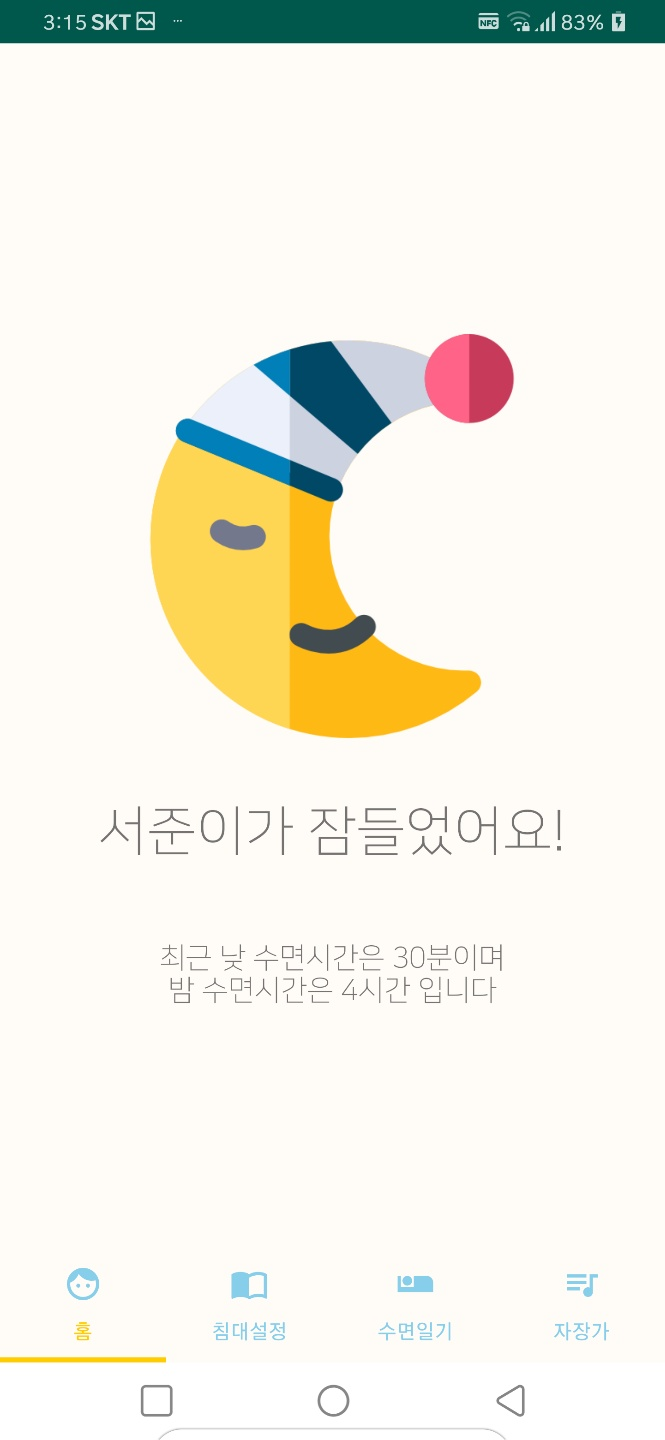 3:15 SKT ...
NFC 83%
서준이가 잠들었어요!
최근 낮 수면시간은 30분이며
밤 수면시간은 4시간 입니다
홈 침대설정 수면일기 자장가